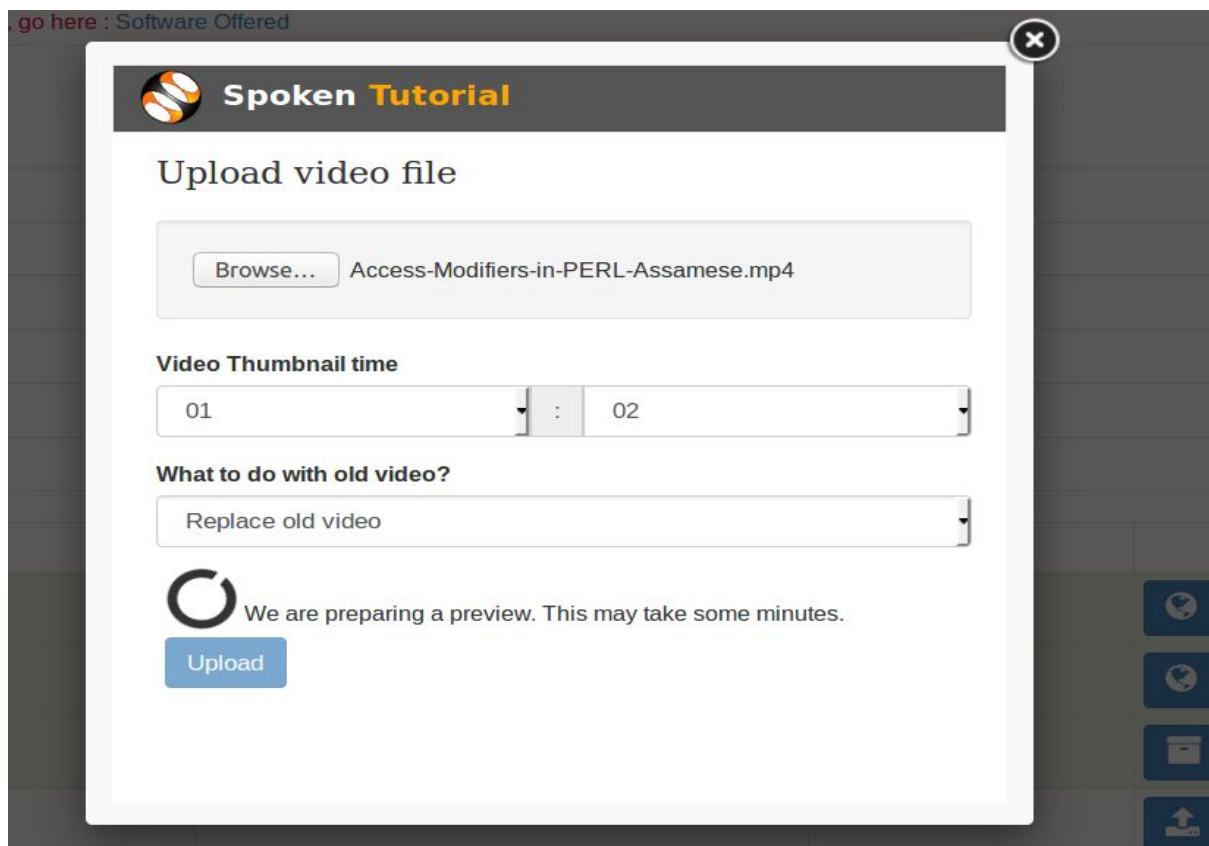 , go here : Software Offered
Spoken Tutorial
Upload video file
Browse... Access-Modifiers-in-PERL-Assamese.mp4
Video Thumbnail time
01 : 02
What to do with old video?
Replace old video
We are preparing a preview. This may take some minutes.
Upload